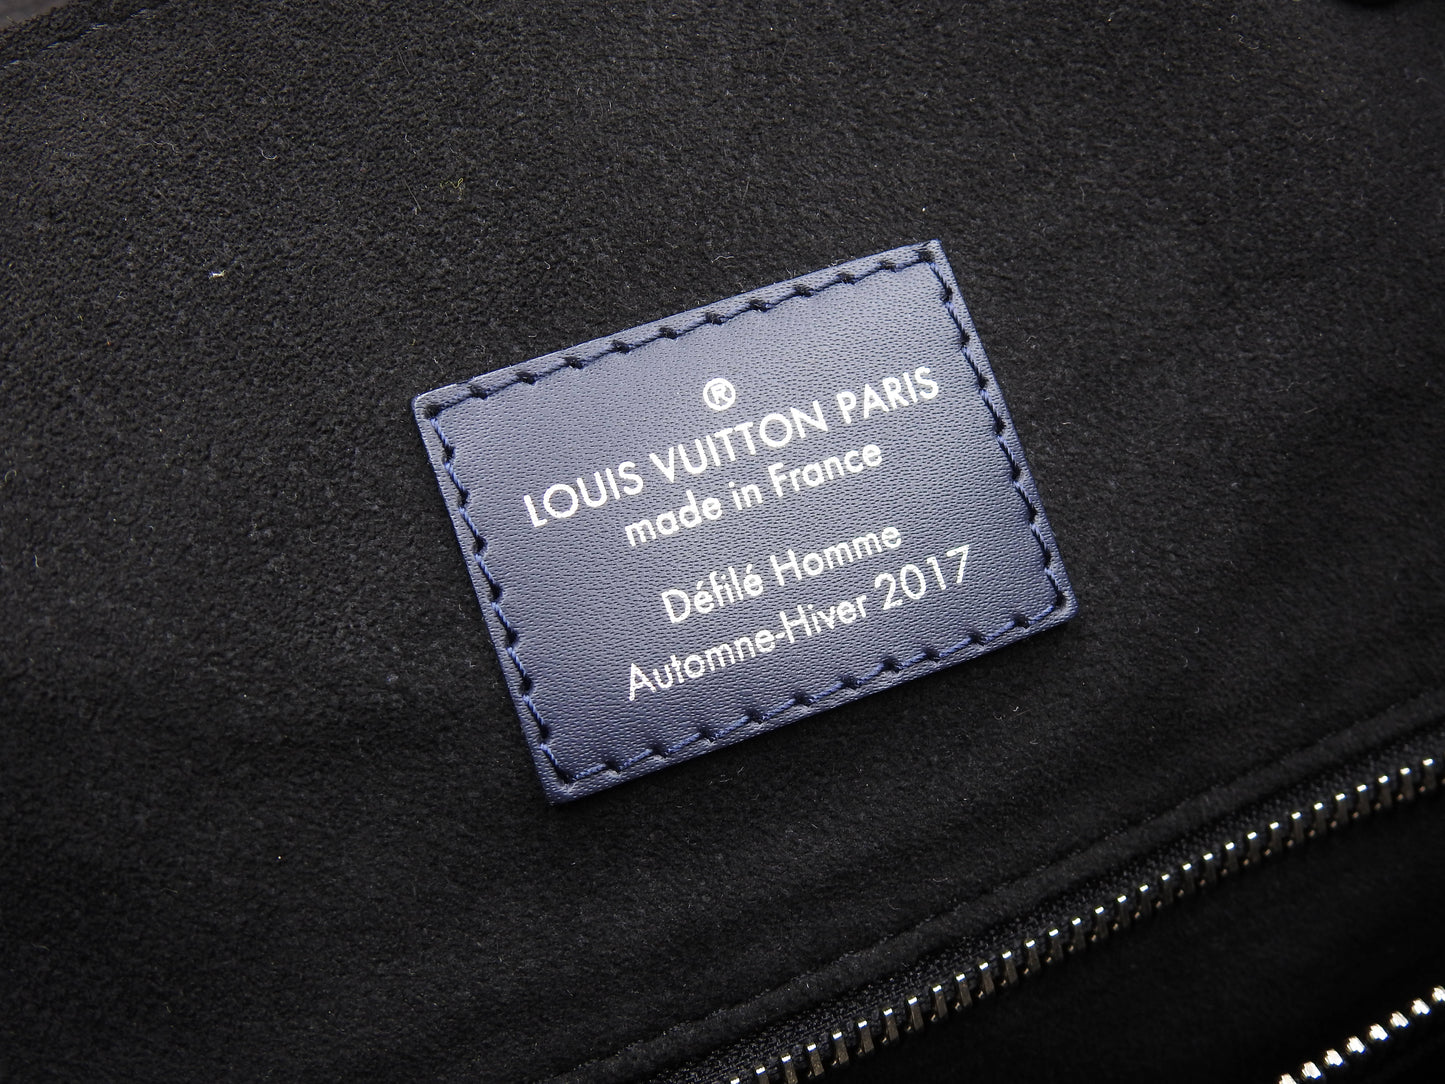 ®
LOUIS VUITTON PARIS
made in France
Défilé Homme
Automne-Hiver 2017